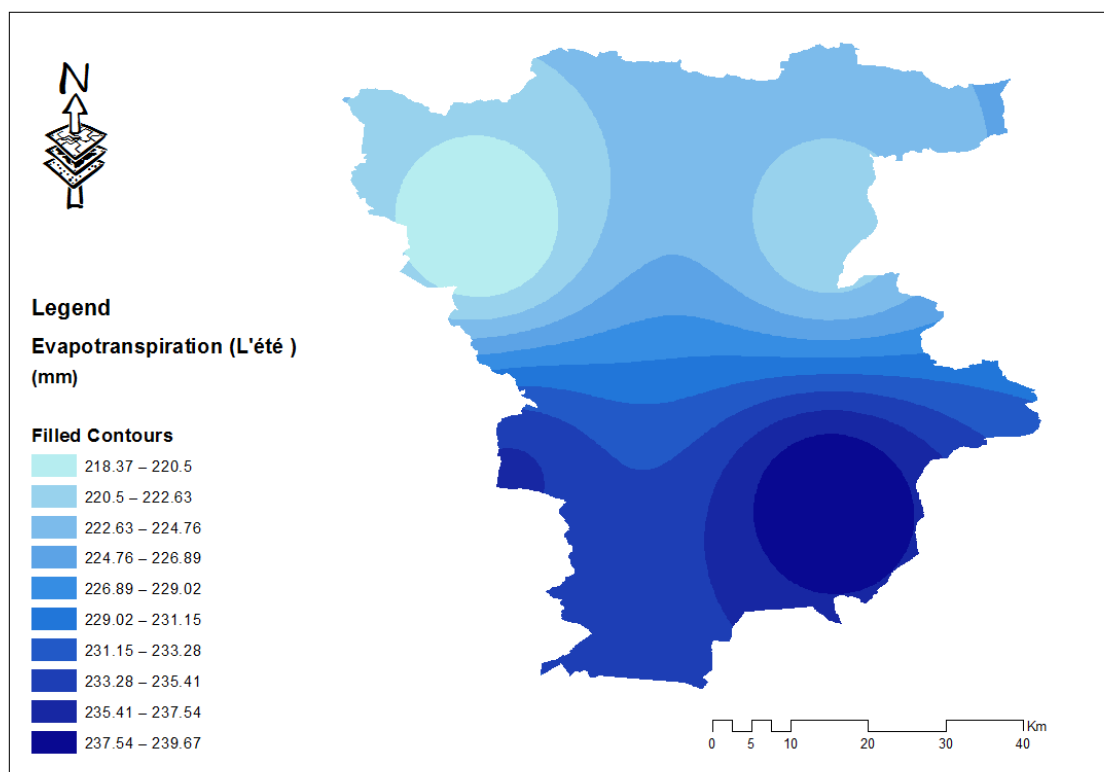 N
Legend
Evapotranspiration (L'été )
(mm)
Filled Contours
218.37 – 220.5
220.5 – 222.63
222.63 – 224.76
224.76 – 226.89
226.89 – 229.02
229.02 – 231.15
231.15 – 233.28
233.28 – 235.41
235.41 – 237.54
237.54 – 239.67
Km
0 5 10 20 30 40